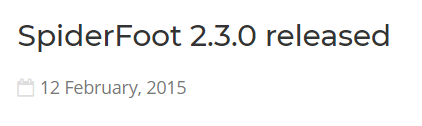 SpiderFoot 2.3.0 released
12 February, 2015